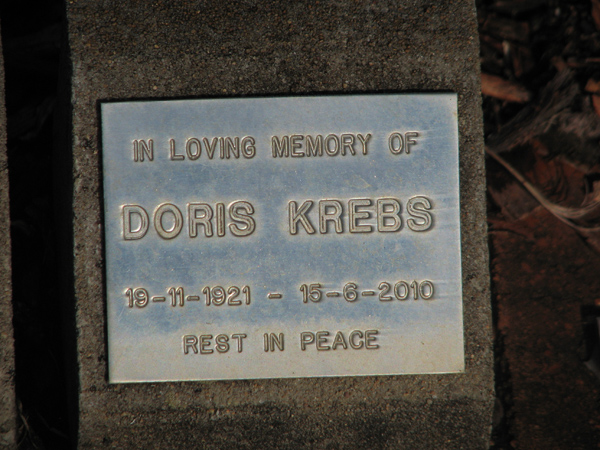 IN LOVING MEMORY OF
DORIS KREBS
19-11-1921 - 15-6-2010
REST IN PEACE